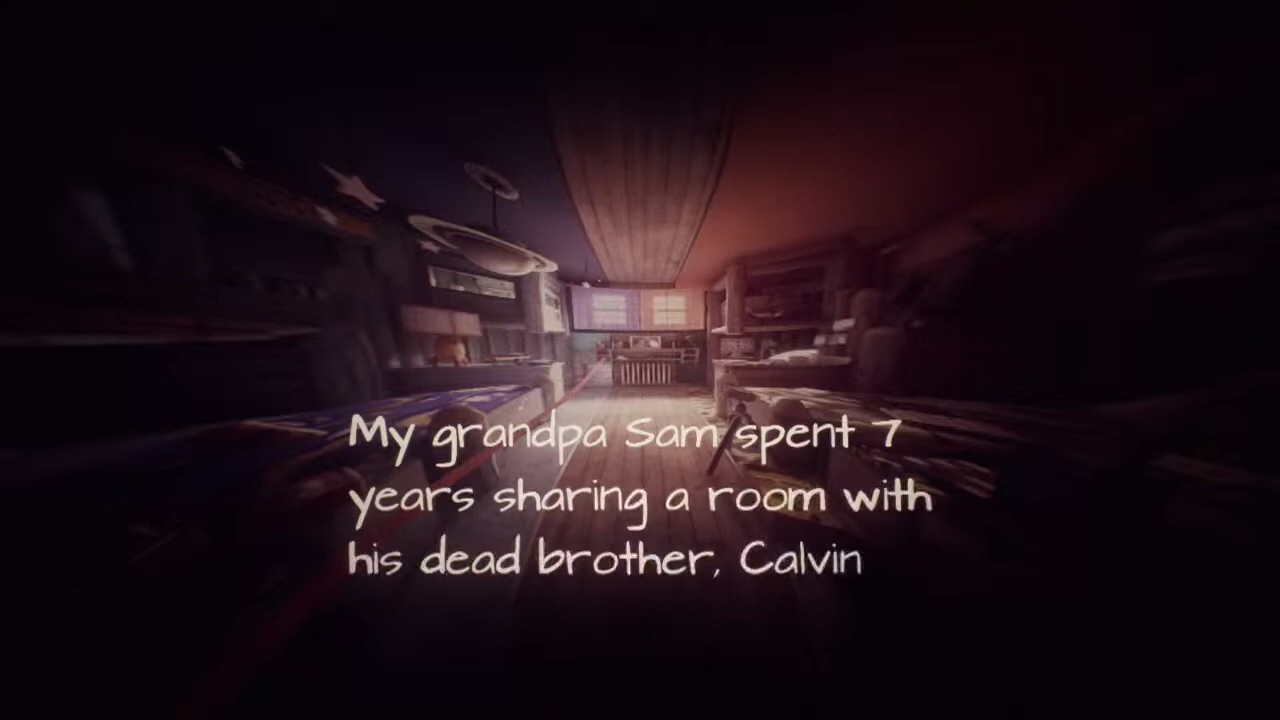 My grandpa Sam spent 7
years sharing a room with
his dead brother, Calvin